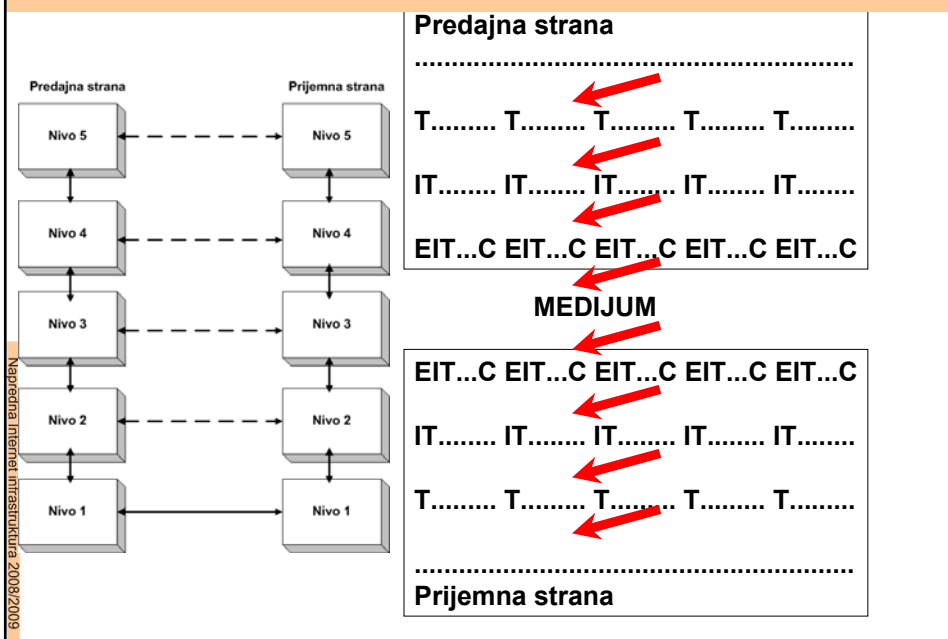 Predajna strana
Prijemna strana
Nivo 5
Nivo 5
Nivo 4
Nivo 4
Nivo 3
Nivo 3
Nivo 2
Nivo 2
Nivo 1
Nivo 1
Napredna Internet infrastruktura 2008/2009
Predajna strana
............................................................
T......... T......... T......... T......... T.........
IT........ IT........ IT........ IT........ IT........
EIT...C EIT...C EIT...C EIT...C EIT...C
MEDIJUM
EIT...C EIT...C EIT...C EIT...C EIT...C
IT........ IT........ IT........ IT........ IT........
T......... T......... T......... T......... T.........
............................................................
Prijemna strana